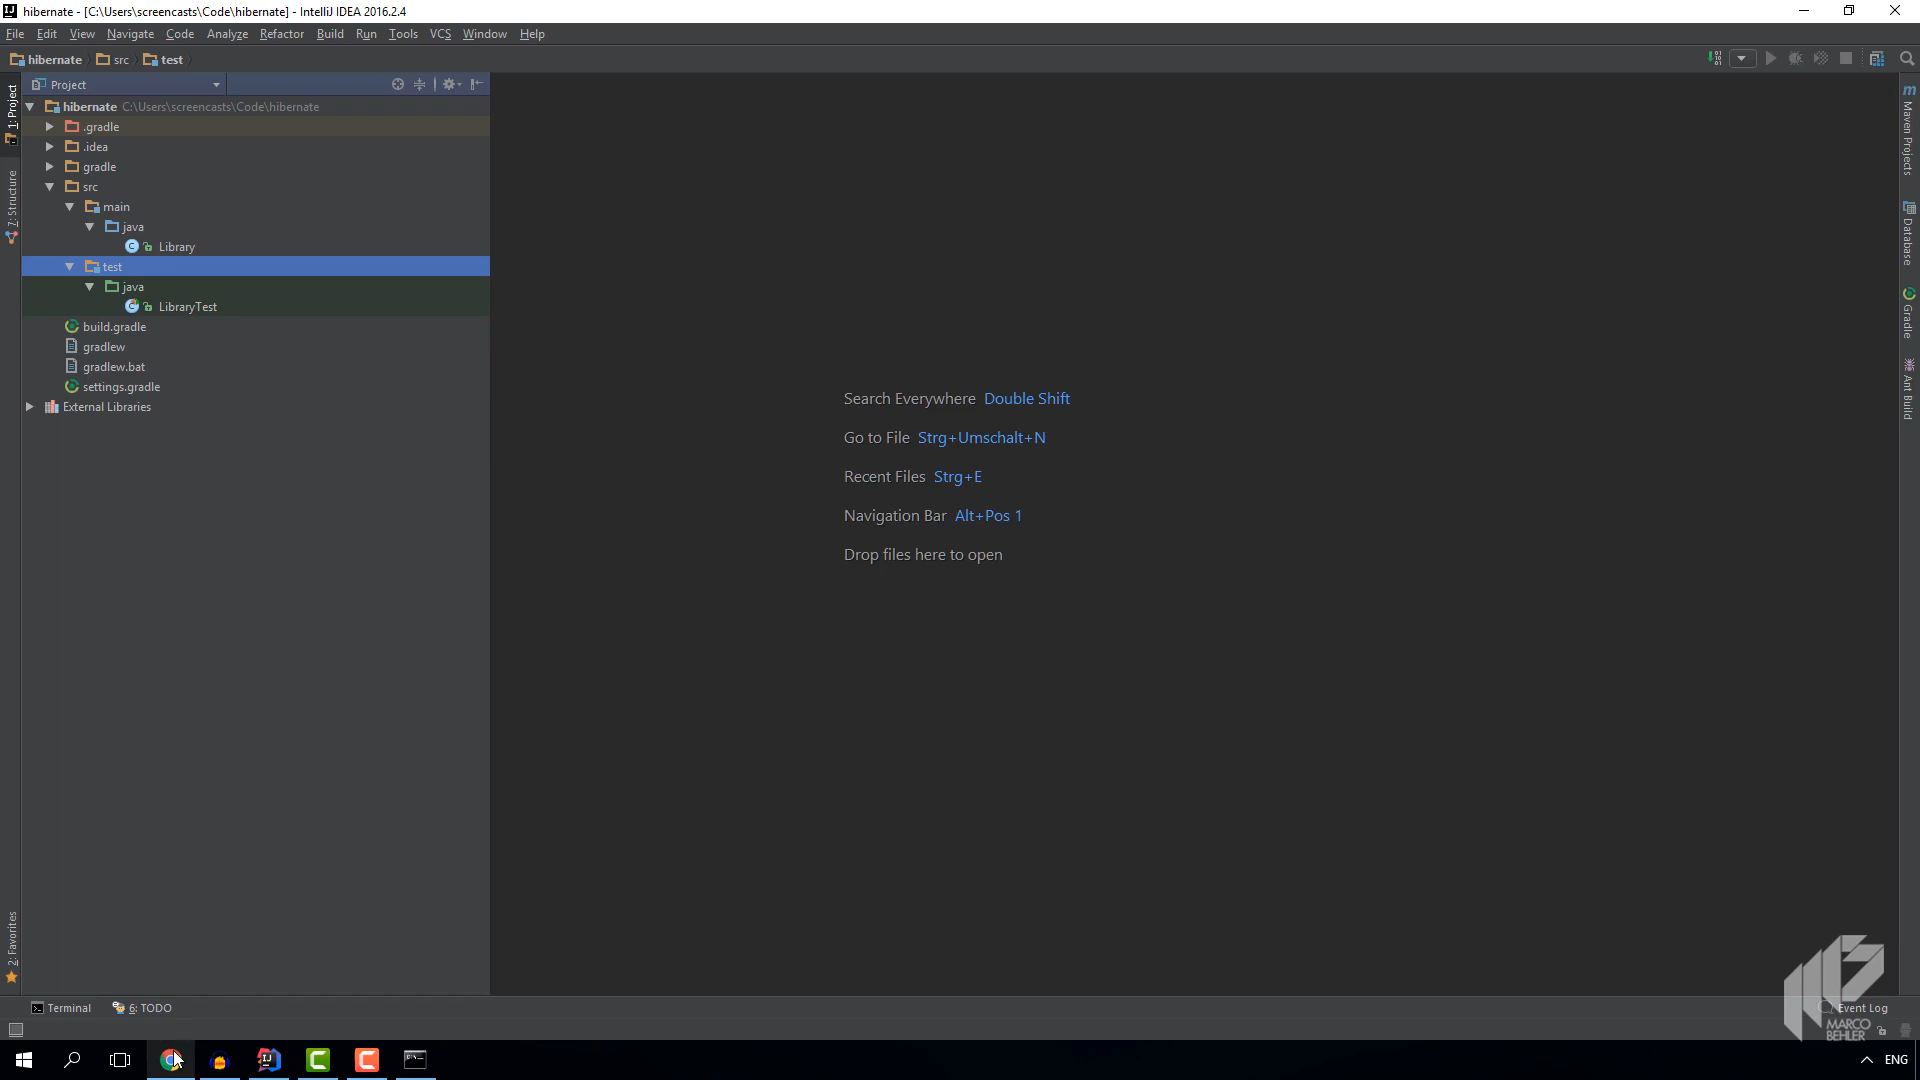 hibernate - [C:\Users\screencasts\Code\hibernate] - IntelliJ IDEA 2016.2.4
File Edit View Navigate Code Analyze Refactor Build Run Tools VCS Window Help
hibernate src test
Project
hibernate C:\Users\screencasts\Code\hibernate
.gradle
.idea
gradle
src
main
java
Library
test
java
LibraryTest
build.gradle
gradlew
gradlew.bat
settings.gradle
External Libraries
1: Project
7: Structure
2: Favorites
Search Everywhere Double Shift
Go to File Strg+Umschalt+N
Recent Files Strg+E
Navigation Bar Alt+Pos 1
Drop files here to open
Maven Projects
Database
Gradle
Ant Build
Terminal 6: TODO
Event Log
MARCO
BEHLER
ENG